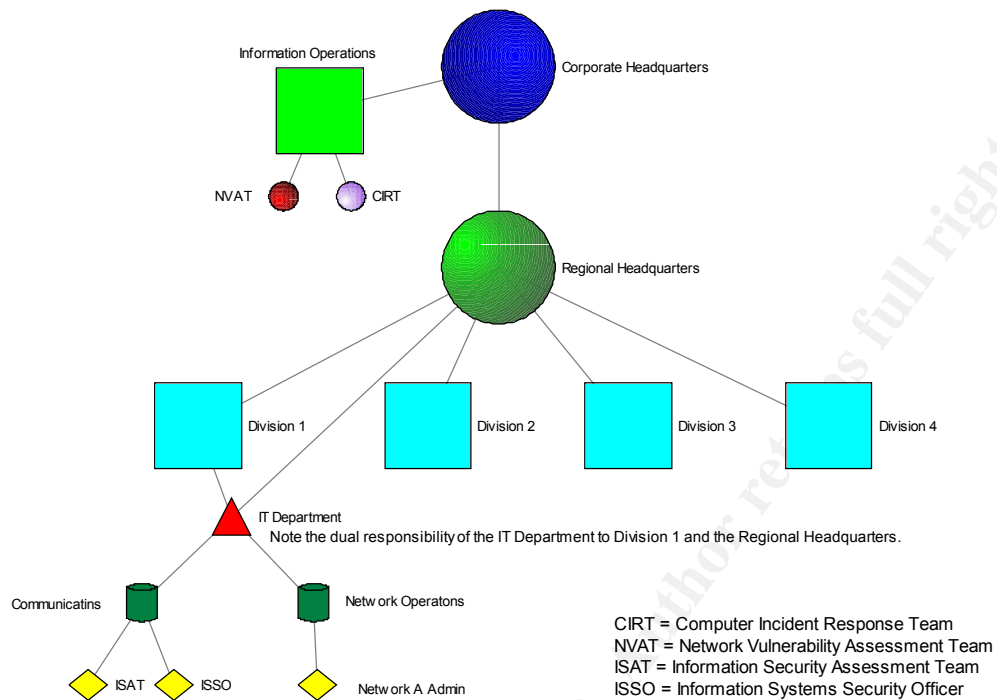 Information Operations
Corporate Headquarters
NVAT
CIRT
Regional Headquarters
Division 1
Division 2
Division 3
Division 4
IT Department
Note the dual responsibility of the IT Department to Division 1 and the Regional Headquarters.
Communicatins
Network Operatons
ISAT
ISSO
Network A Admin
CIRT = Computer Incident Response Team
NVAT = Network Vulnerability Assessment Team
ISAT = Information Security Assessment Team
ISSO = Information Systems Security Officer
full right